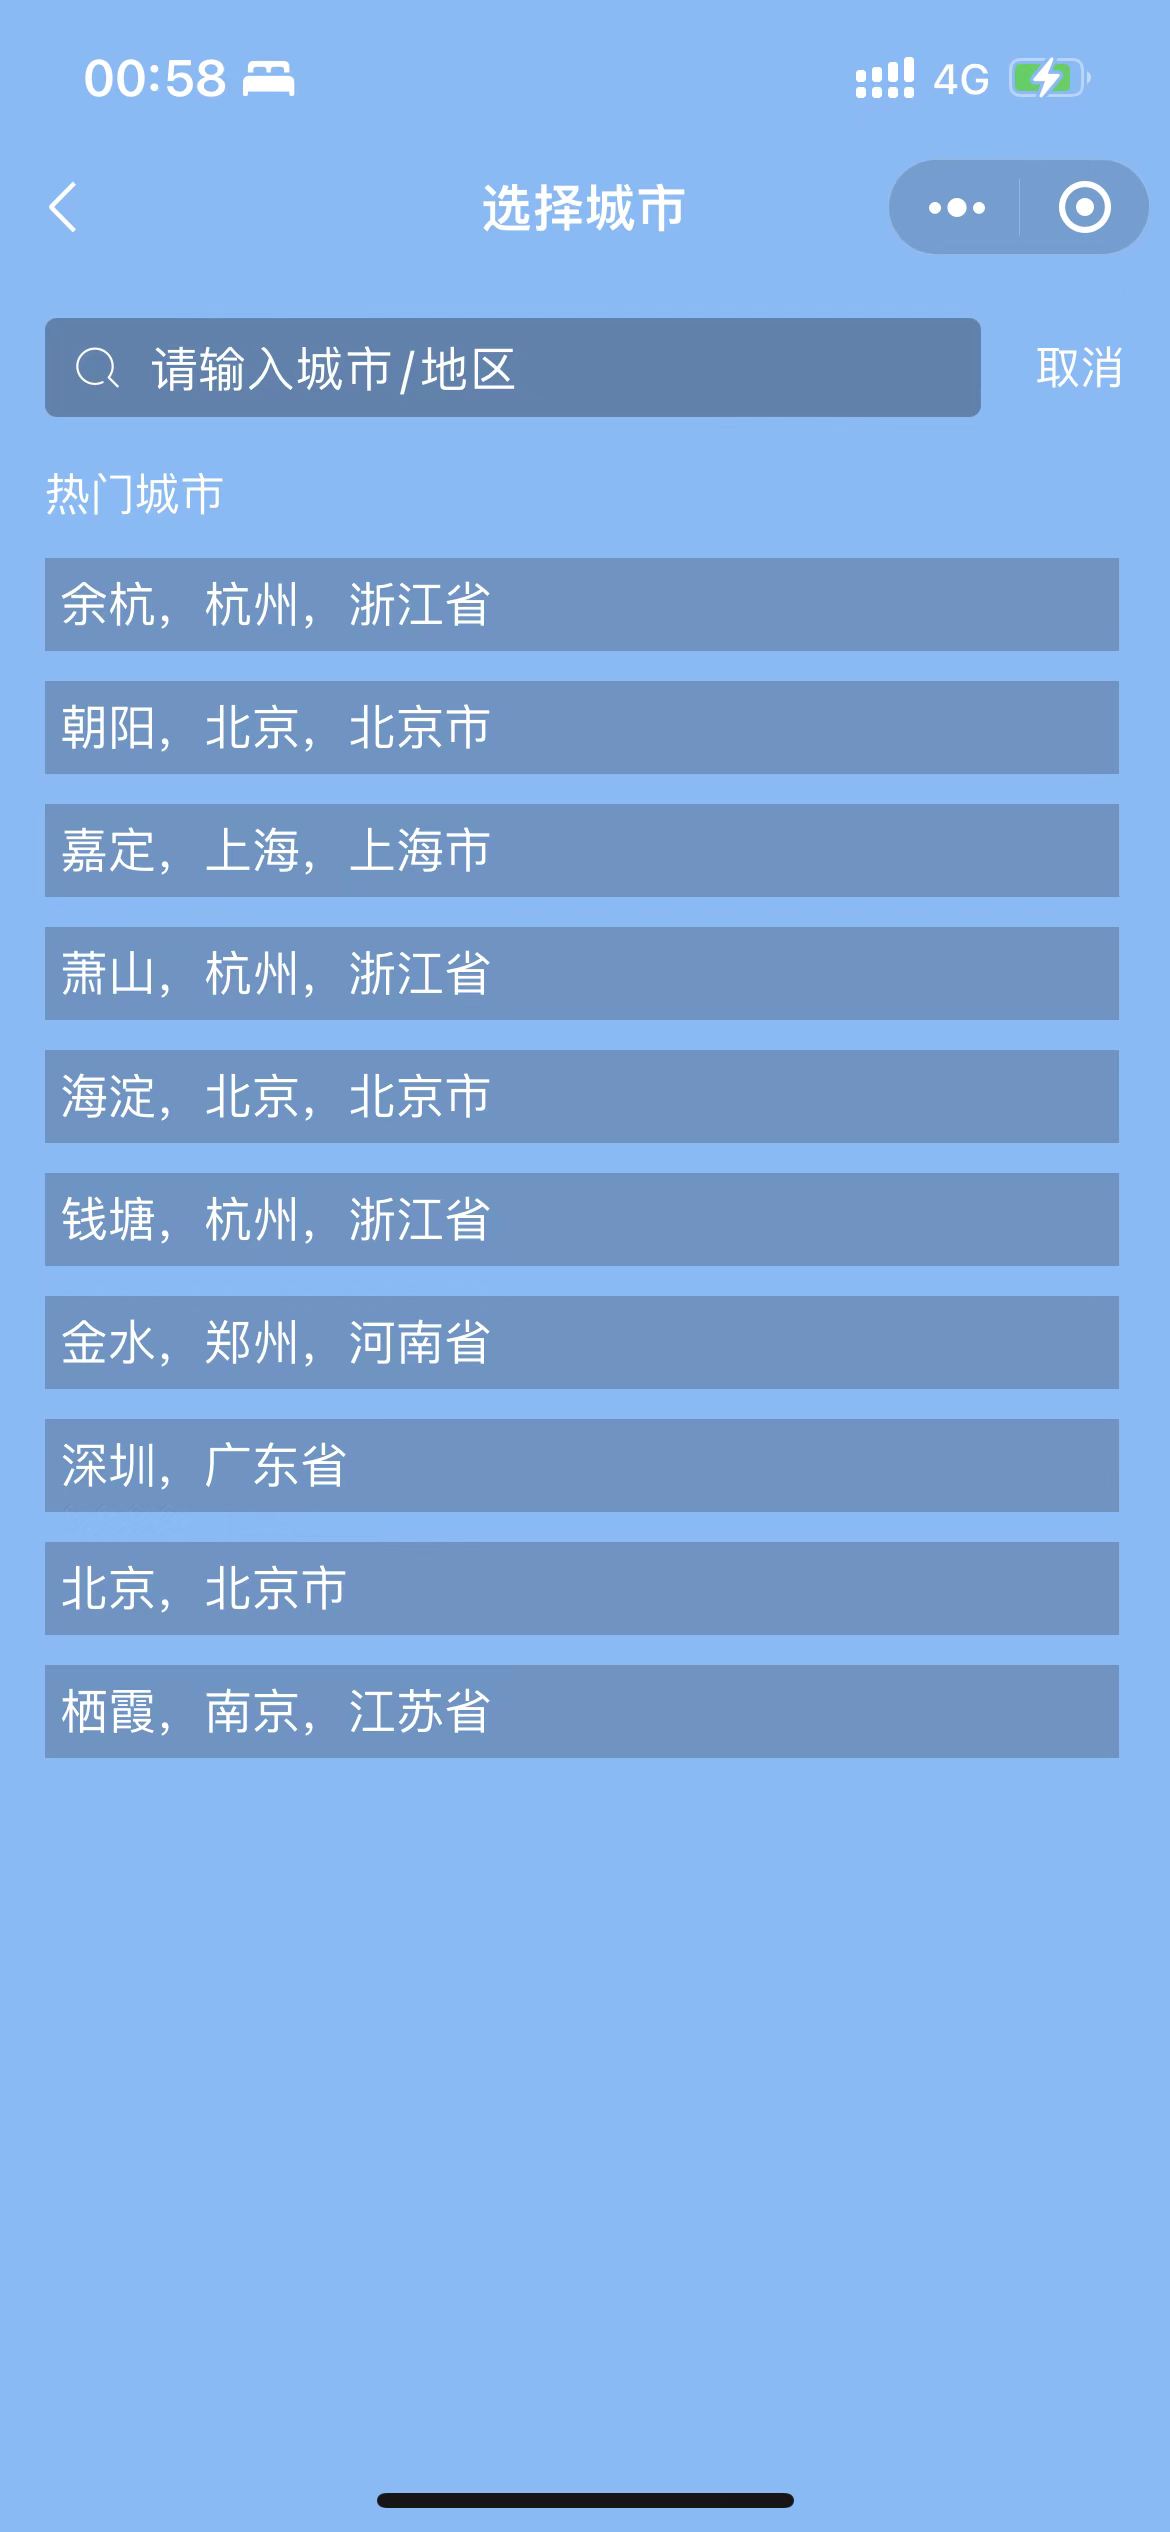 00:58 4G
选择城市
请输入城市/地区 取消
热门城市
余杭，杭州，浙江省
朝阳，北京，北京市
嘉定，上海，上海市
萧山，杭州，浙江省
海淀，北京，北京市
钱塘，杭州，浙江省
金水，郑州，河南省
深圳，广东省
北京，北京市
栖霞，南京，江苏省